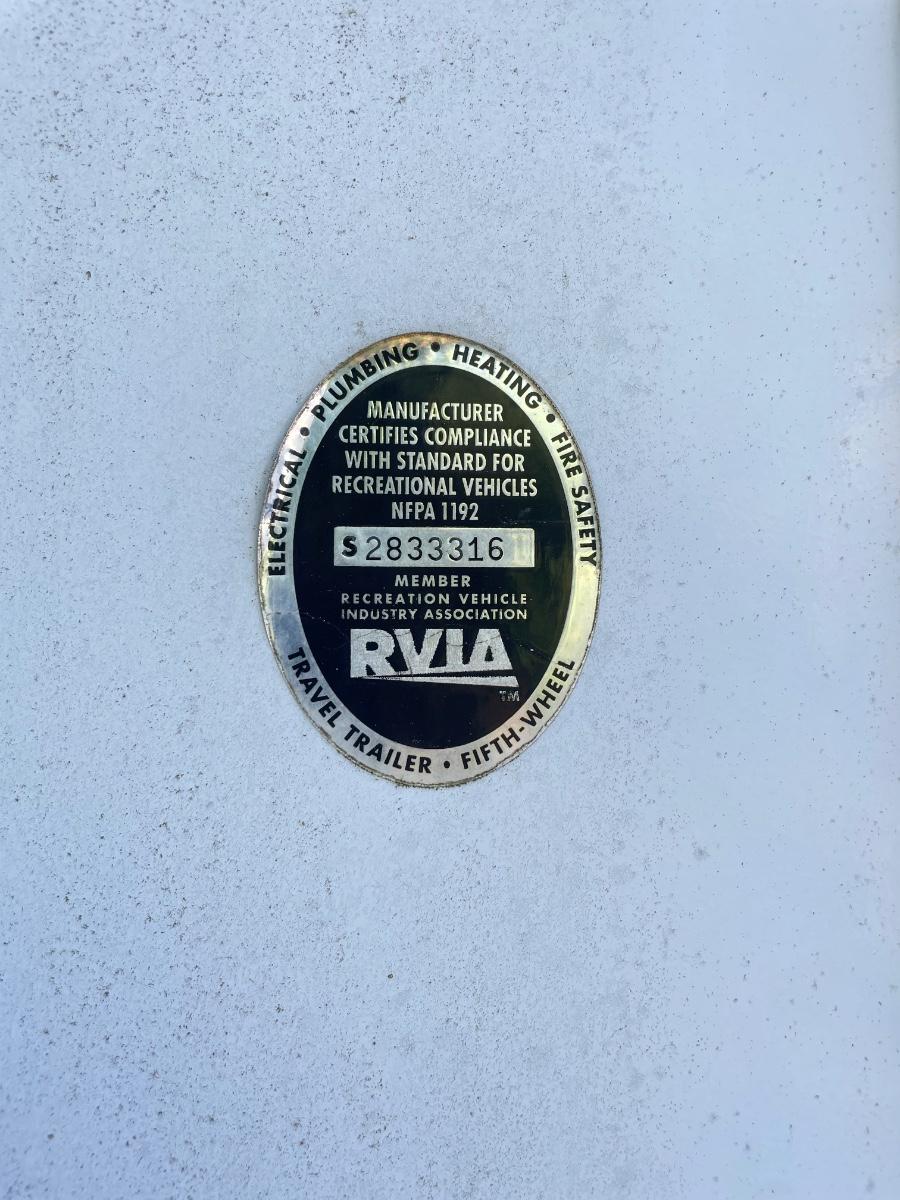 ELECTRICAL • PLUMBING • HEATING • FIRE SAFETY
MANUFACTURER
CERTIFIES COMPLIANCE
WITH STANDARD FOR
RECREATIONAL VEHICLES
NFPA 1192
S 2833316
MEMBER
RECREATION VEHICLE
INDUSTRY ASSOCIATION
RVIA
TM
TRAVEL TRAILER • FIFTH-WHEEL